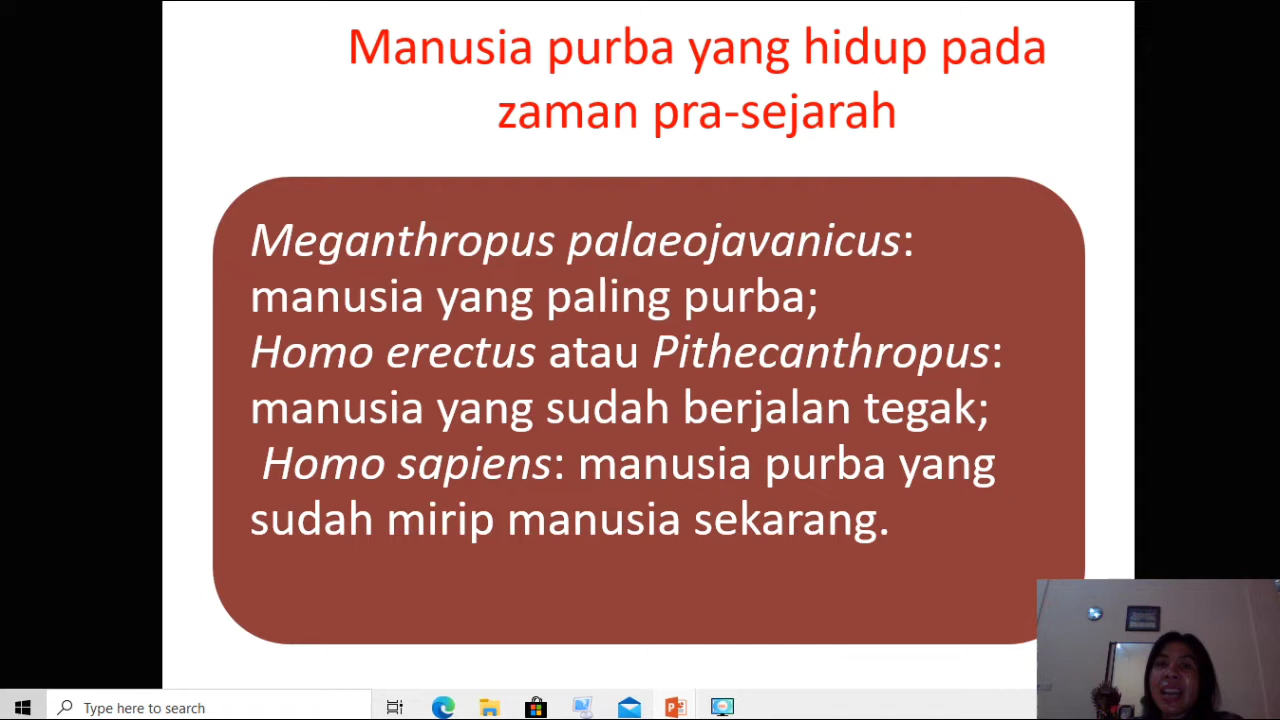 Manusia purba yang hidup pada
zaman pra-sejarah
Meganthropus palaeojavanicus:
manusia yang paling purba;
Homo erectus atau Pithecanthropus:
manusia yang sudah berjalan tegak;
Homo sapiens: manusia purba yang
sudah mirip manusia sekarang.
Type here to search